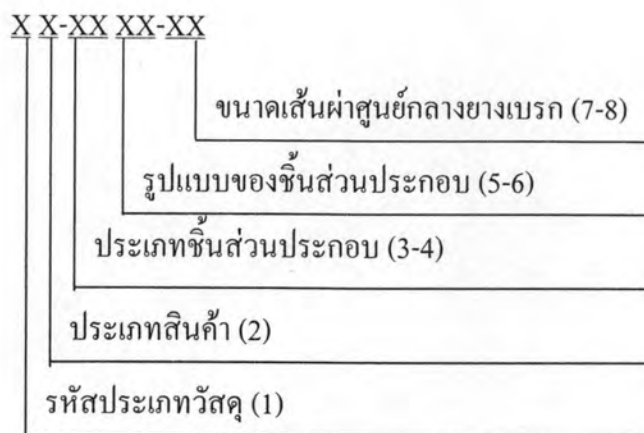 X X-XX XX-XX
ขนาดเส้นผ่าศูนย์กลางยางเบรก (7-8)
รูปแบบของชิ้นส่วนประกอบ (5-6)
ประเภทชิ้นส่วนประกอบ (3-4)
ประเภทสินค้า (2)
รหัสประเภทวัสดุ (1)